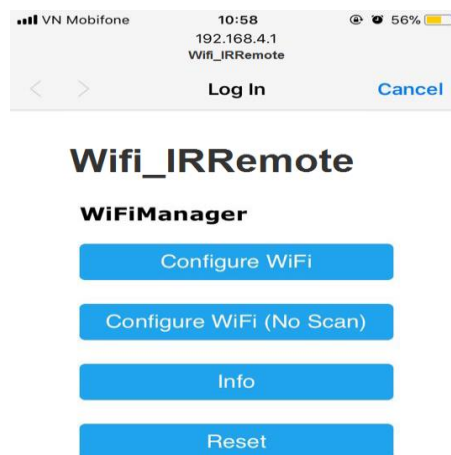 VN Mobifone 10:58 56%
192.168.4.1
Wifi_IRRemote
Log In Cancel
Wifi_IRRemote
WiFiManager
Configure WiFi
Configure WiFi (No Scan)
Info
Reset